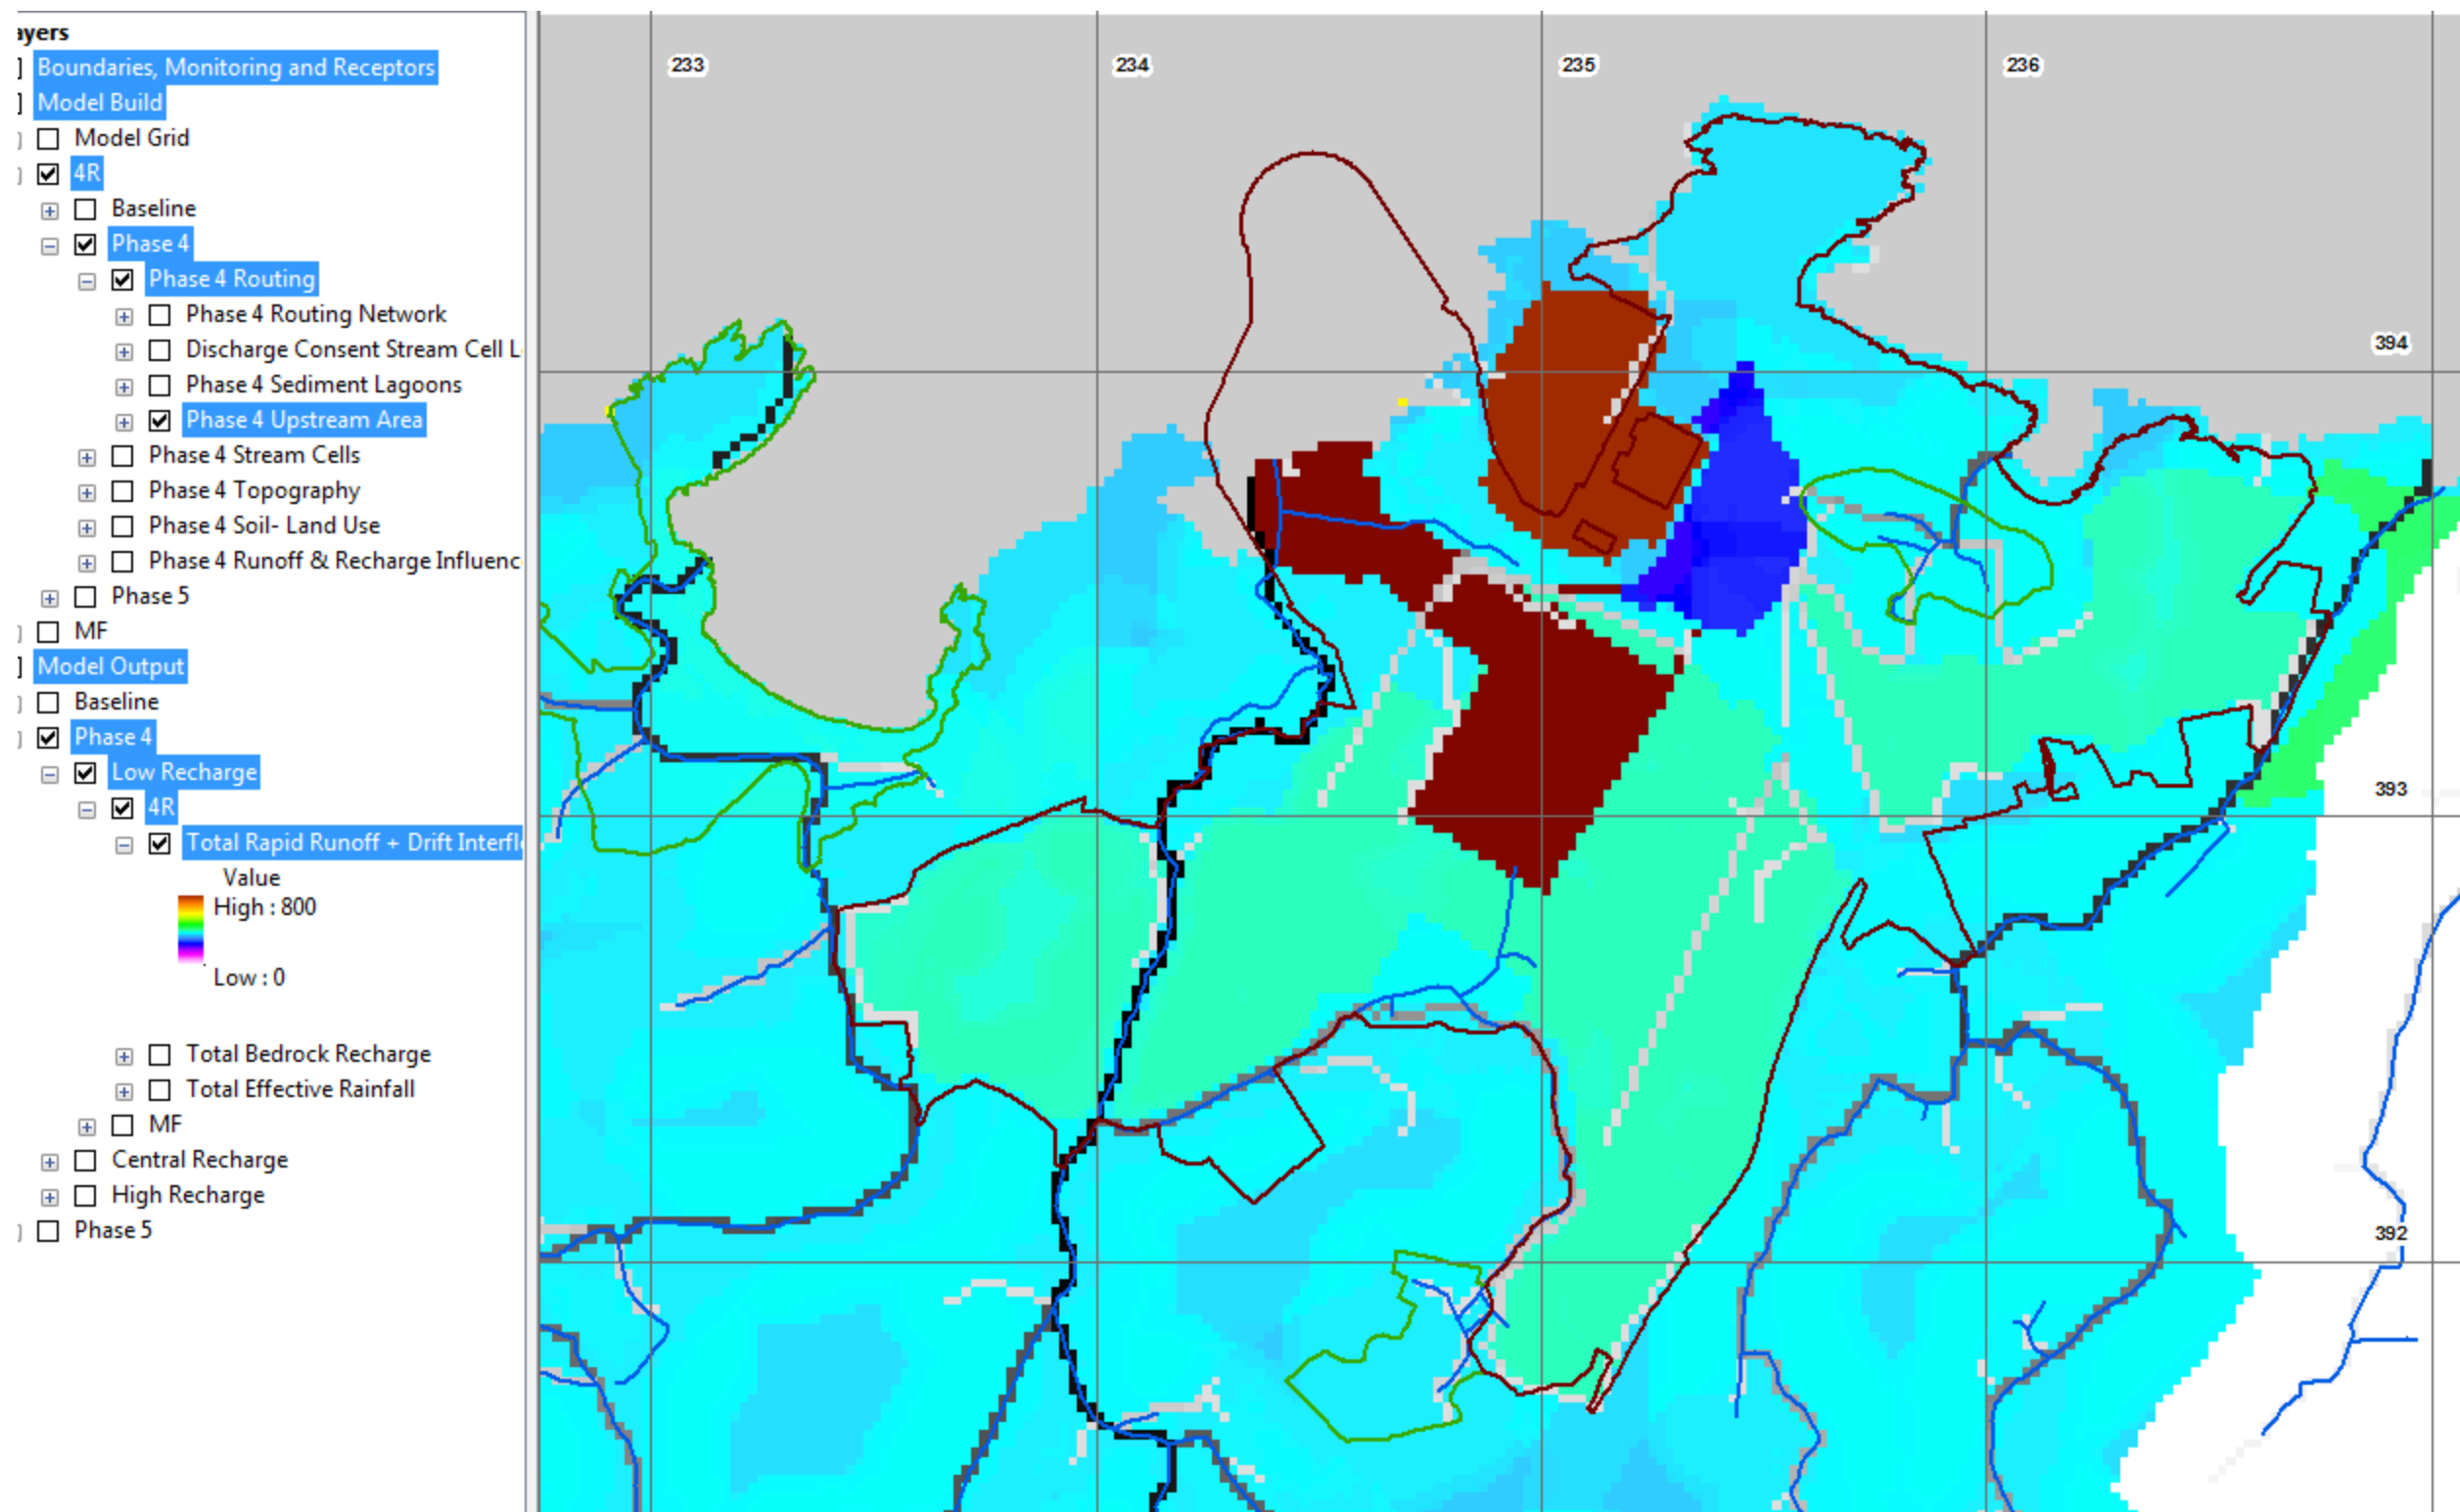 ayers
Boundaries, Monitoring and Receptors
Model Build
Model Grid
4R
Baseline
Phase 4
Phase 4 Routing
Phase 4 Routing Network
Discharge Consent Stream Cell L
Phase 4 Sediment Lagoons
Phase 4 Upstream Area
Phase 4 Stream Cells
Phase 4 Topography
Phase 4 Soil- Land Use
Phase 4 Runoff & Recharge Influenc
Phase 5
MF
Model Output
Baseline
Phase 4
Low Recharge
4R
Total Rapid Runoff + Drift Interfl
Value
High : 800
Low : 0
Total Bedrock Recharge
Total Effective Rainfall
MF
Central Recharge
High Recharge
Phase 5
233
234
235
236
394
393
392